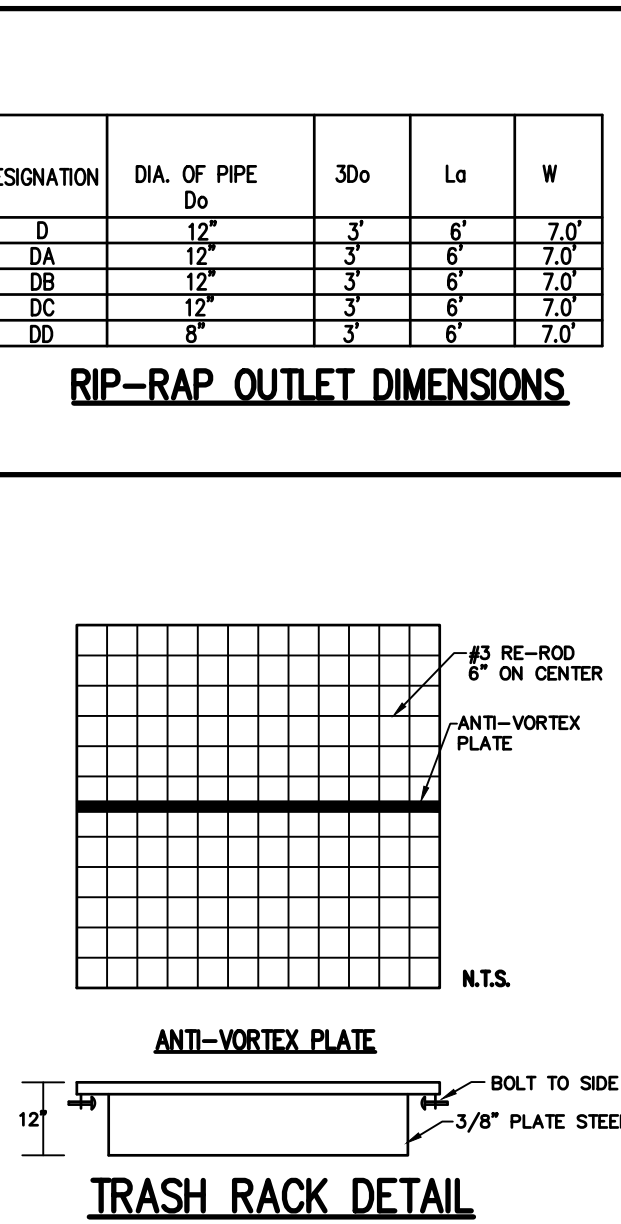 ESIGNATION DIA. OF PIPE 3Do La W
Do
D 12" 3' 6' 7.0'
DA 12" 3' 6' 7.0'
DB 12" 3' 6' 7.0'
DC 12" 3' 6' 7.0'
DD 8" 3' 6' 7.0'
RIP-RAP OUTLET DIMENSIONS
#3 RE-ROD
6" ON CENTER
ANTI-VORTEX
PLATE
N.T.S.
ANTI-VORTEX PLATE
BOLT TO SIDE
12"
3/8" PLATE STEEL
TRASH RACK DETAIL